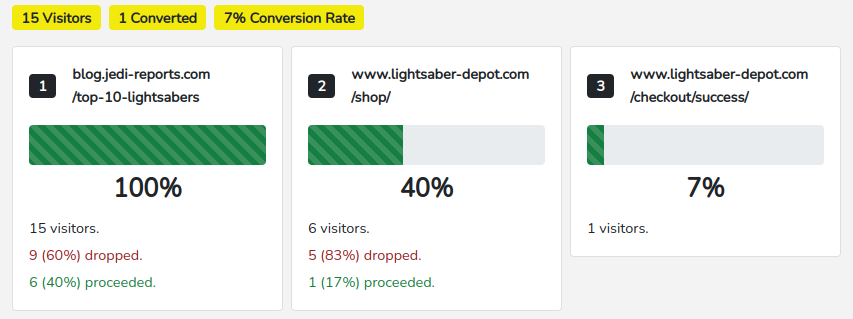 15 Visitors 1 Converted 7% Conversion Rate
1
blog.jedi-reports.com
/top-10-lightsabers
100%
15 visitors.
9 (60%) dropped.
6 (40%) proceeded.
2
www.lightsaber-depot.com
/shop/
40%
6 visitors.
5 (83%) dropped.
1 (17%) proceeded.
3
www.lightsaber-depot.com
/checkout/success/
7%
1 visitors.